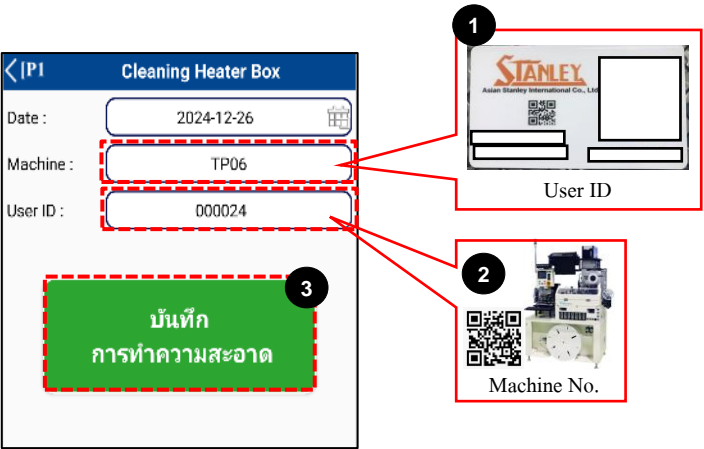 1
[P1
Cleaning Heater Box
Date :
2024-12-26
Machine :
TP06
User ID :
000024
STANLEY
Asian Stanley International Co., Ltd
User ID
2
Machine No.
3
บันทึก
การทำความสะอาด